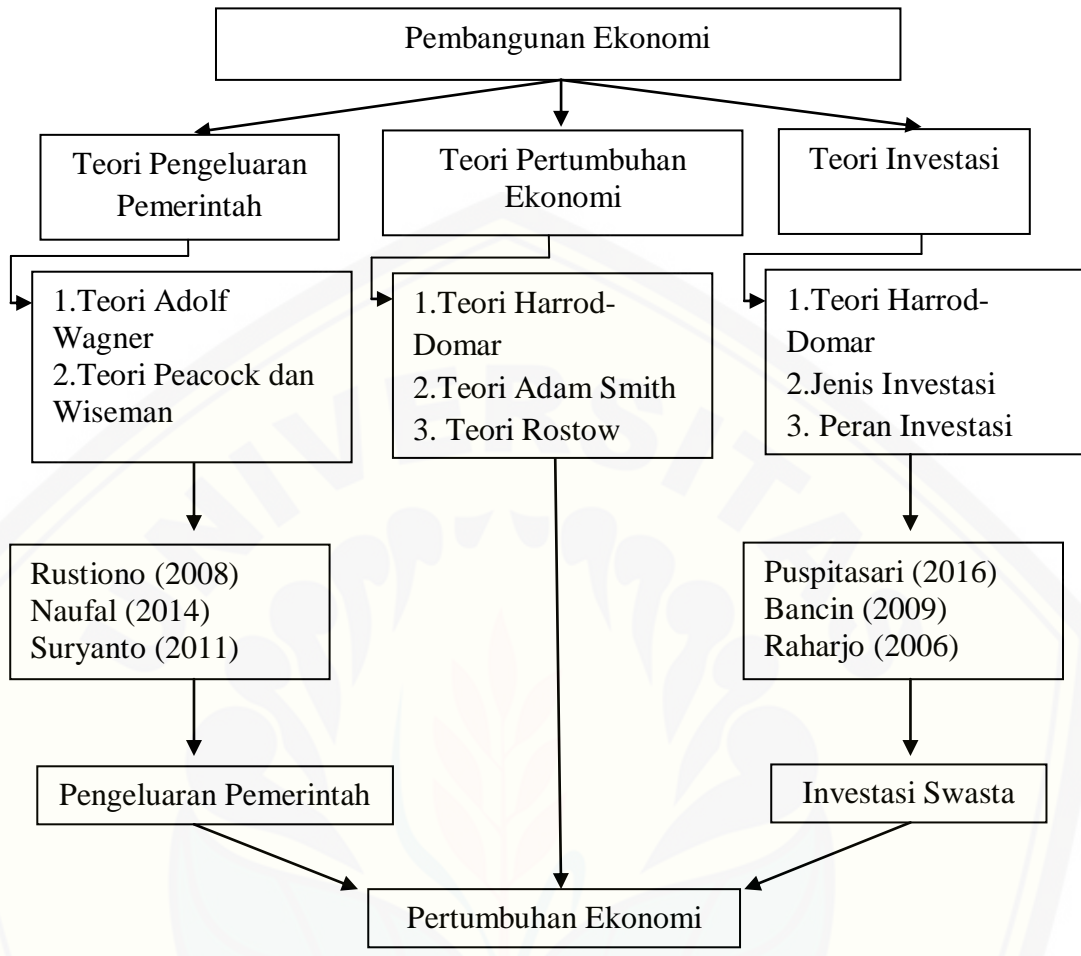 Pembangunan Ekonomi
Teori Pengeluaran
Pemerintah
Teori Pertumbuhan
Ekonomi
Teori Investasi
1.Teori Adolf
Wagner
2.Teori Peacock dan
Wiseman
1.Teori Harrod-
Domar
2.Teori Adam Smith
3. Teori Rostow
1.Teori Harrod-
Domar
2.Jenis Investasi
3. Peran Investasi
Rustiono (2008)
Naufal (2014)
Suryanto (2011)
Puspitasari (2016)
Bancin (2009)
Raharjo (2006)
Pengeluaran Pemerintah
Investasi Swasta
Pertumbuhan Ekonomi
UNIVERSITAS